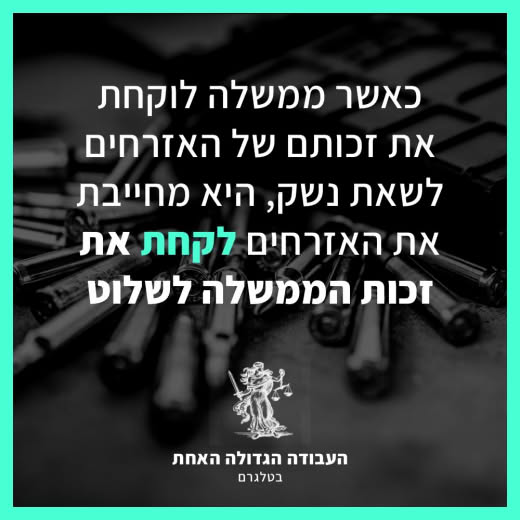 כאשר ממשלה לוקחת
את זכותם של האזרחים
לשאת נשק, היא מחייבת
את האזרחים לקחת את
זכות הממשלה לשלוט
העבודה הגדולה האחת
בטלגרם